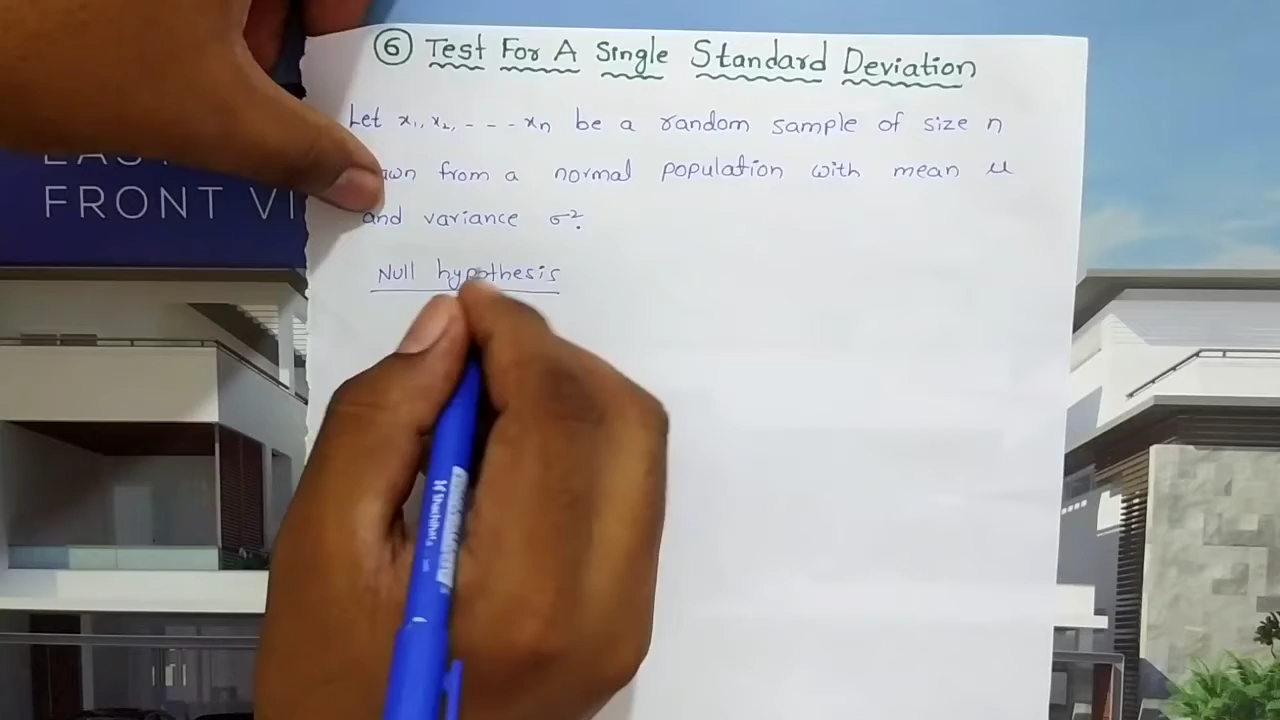 ⑥ Test For A Single Standard Deviation
Let x₁, x₂, - - - - xn be a random sample of size n
from a normal population with mean μ
and variance σ².
Null hypothesis
FRONT VI